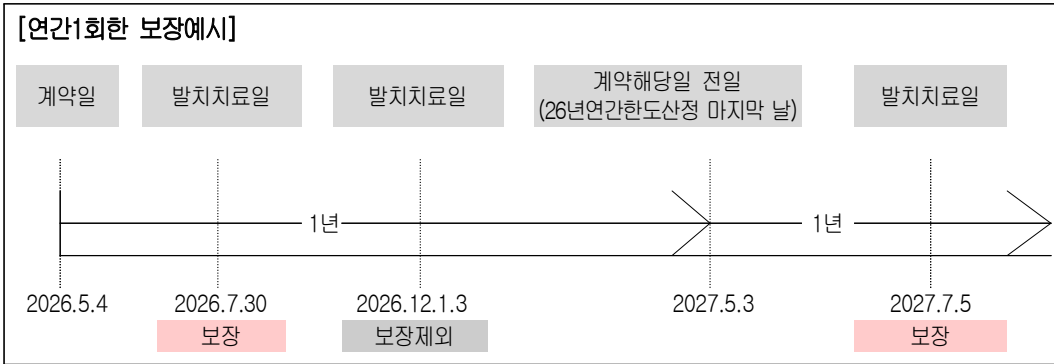 [연간1회한 보장예시]
계약일
발치치료일
발치치료일
계약해당일 전일
(26년연간한도산정 마지막 날)
발치치료일
1년
1년
2026.5.4
2026.7.30
2026.12.1.3
2027.5.3
2027.7.5
보장
보장제외
보장